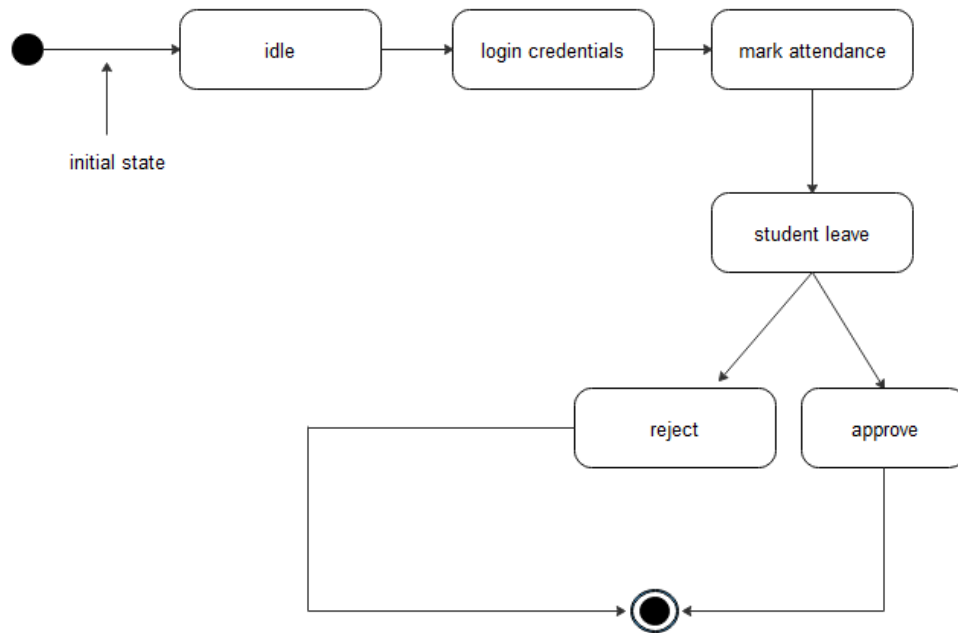 idle
login credentials
mark attendance
initial state
student leave
reject
approve